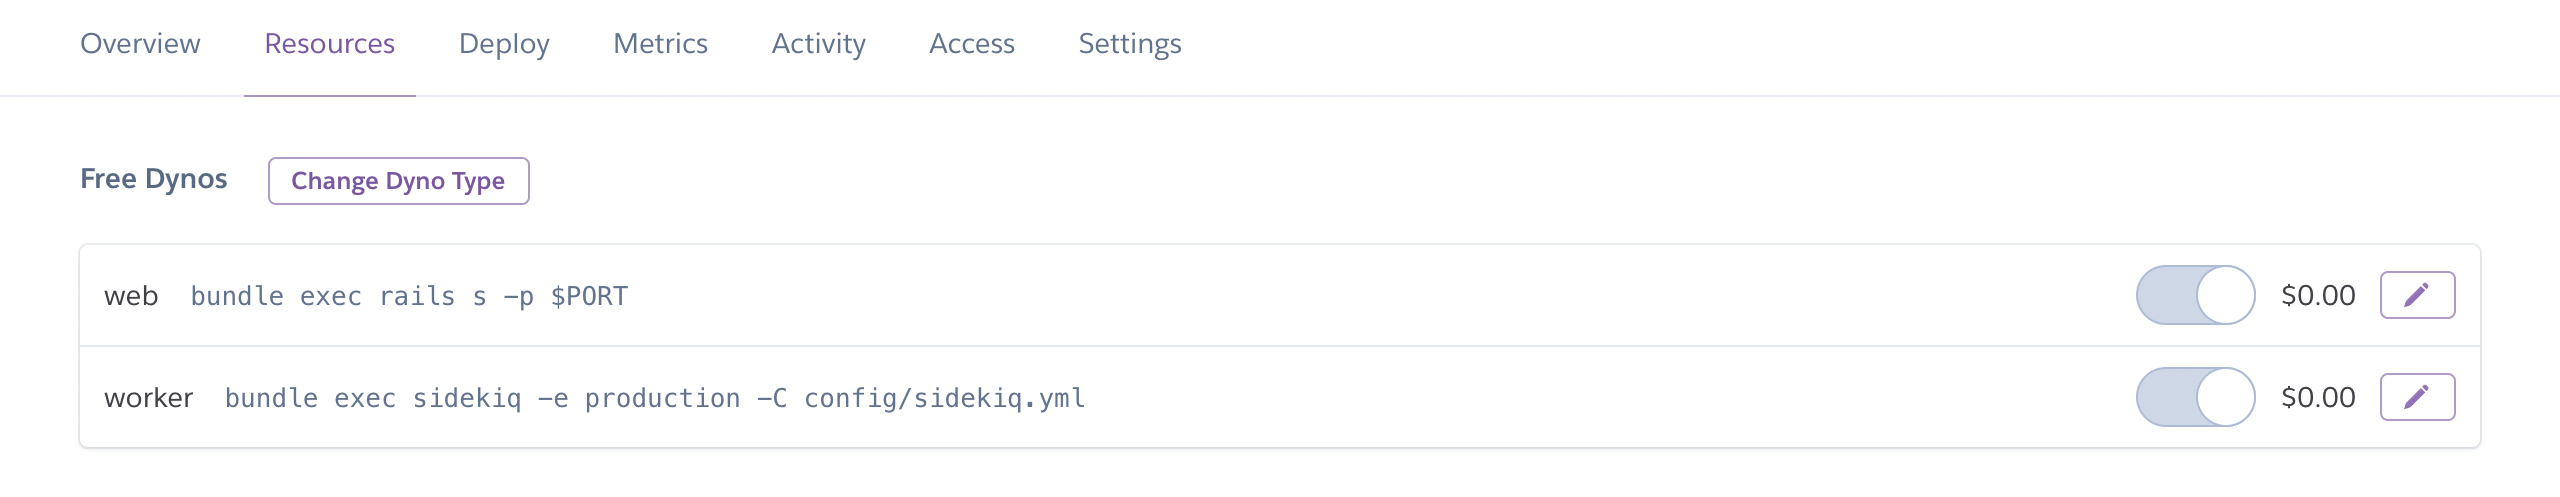 Overview Resources Deploy Metrics Activity Access Settings
Free Dynos Change Dyno Type
web bundle exec rails s -p $PORT $0.00
worker bundle exec sidekiq -e production -C config/sidekiq.yml $0.00